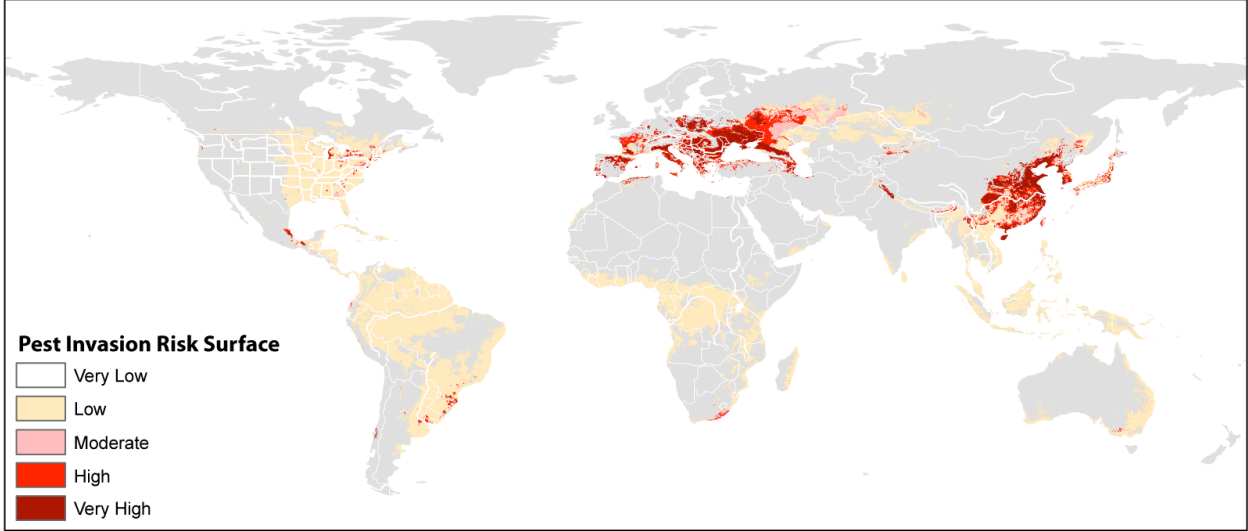 Pest Invasion Risk Surface
Very Low
Low
Moderate
High
Very High